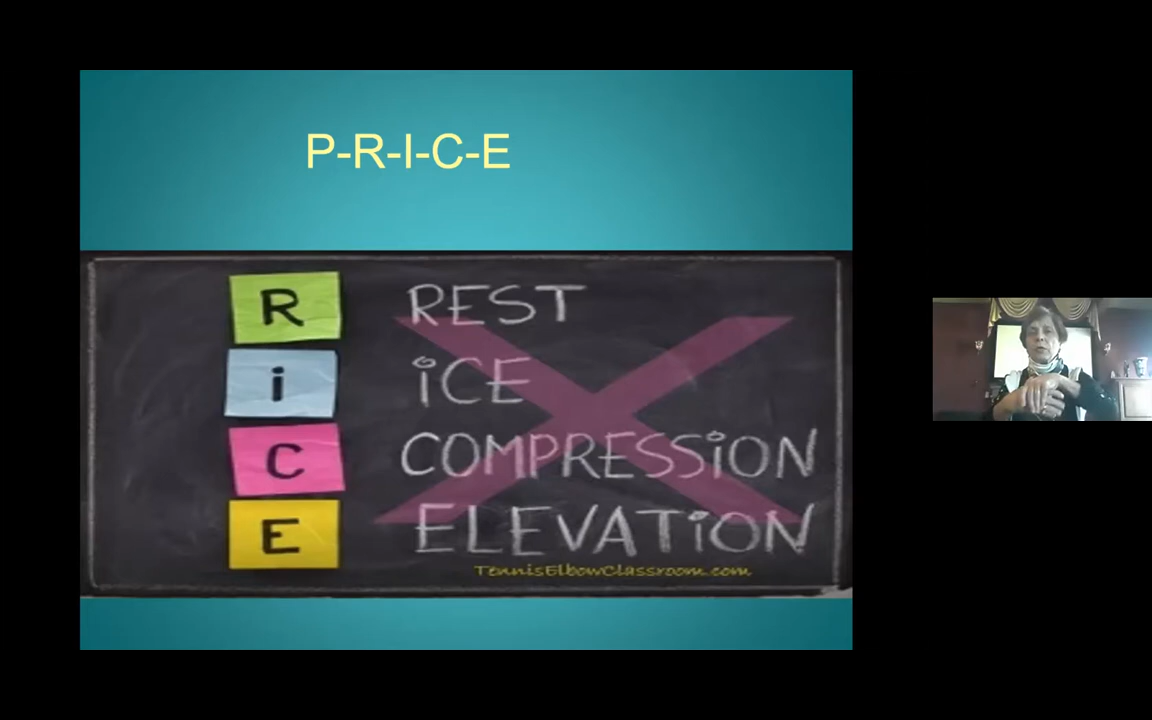 P-R-I-C-E
R REST
i iCE
C COMPRESSiON
E ELEVATiON
TennisElbowClassroom.com